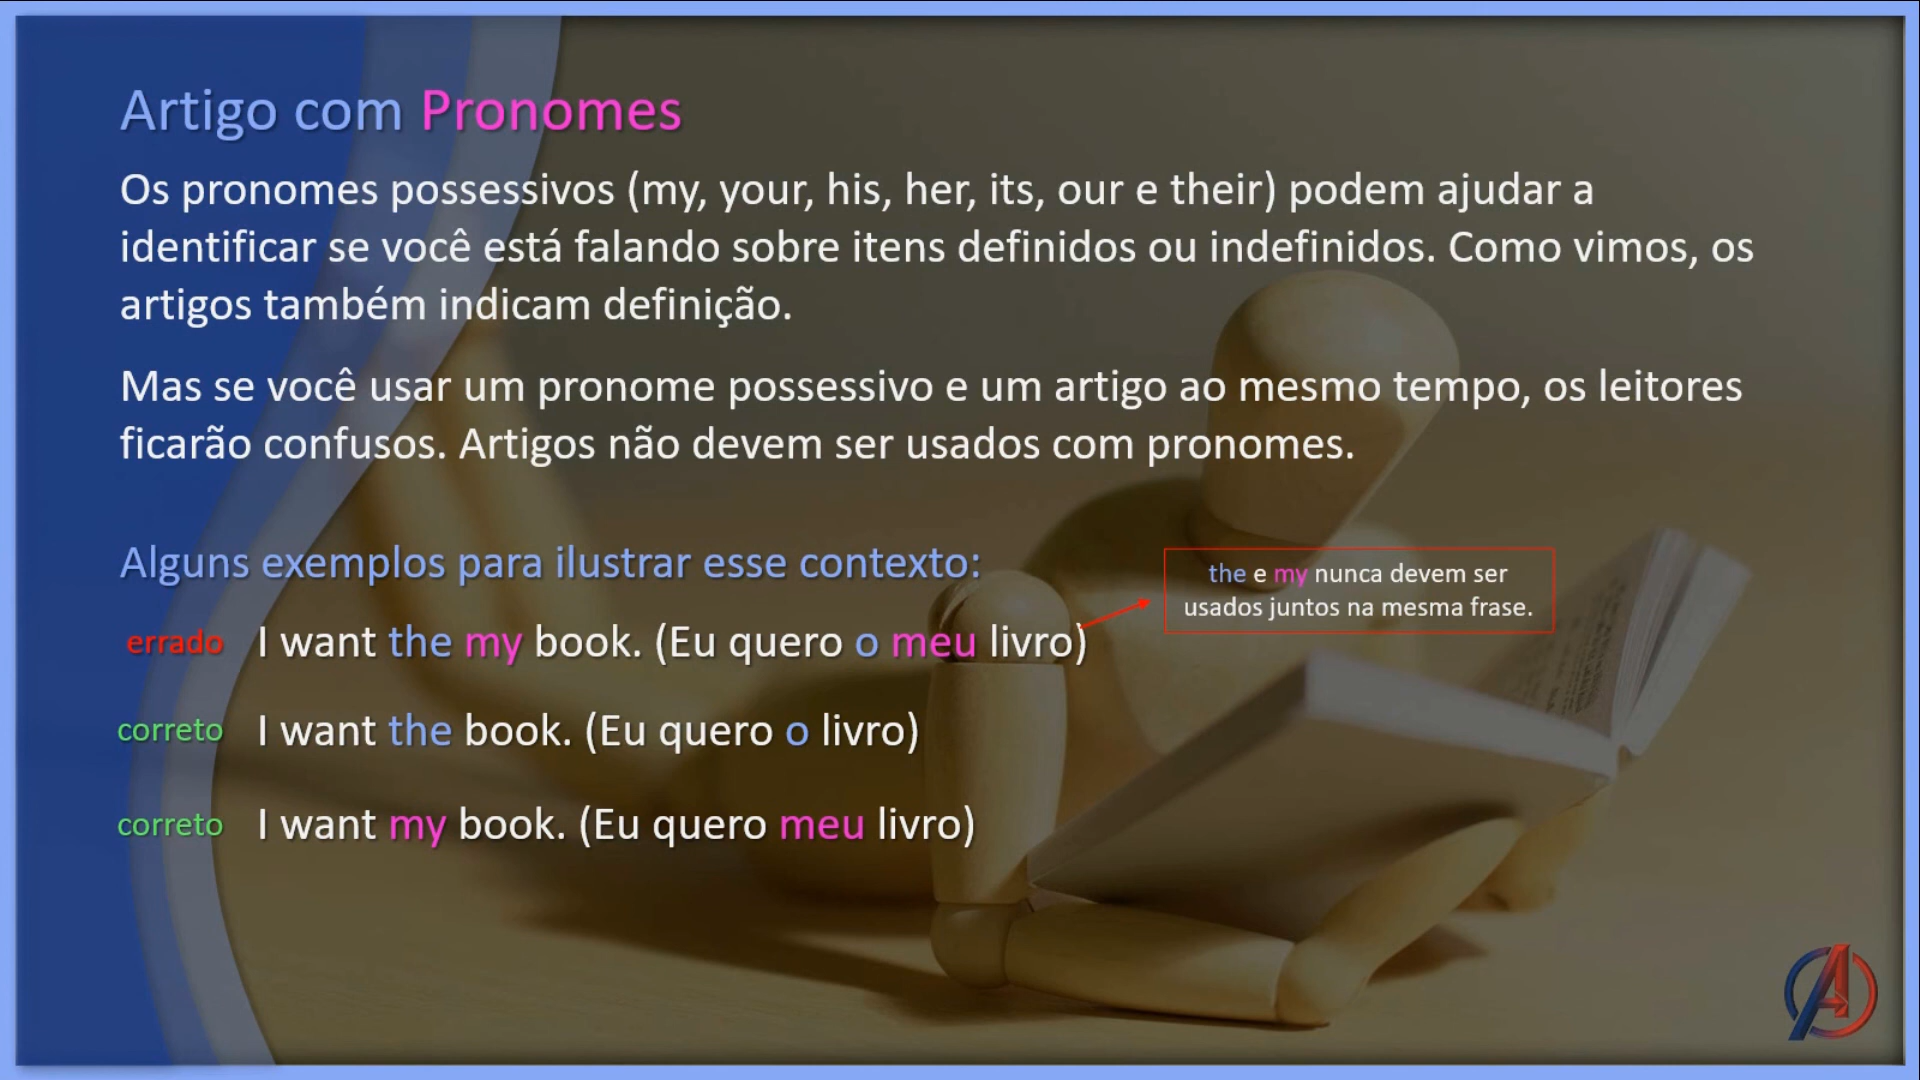 Artigo com Pronomes
Os pronomes possessivos (my, your, his, her, its, our e their) podem ajudar a
identificar se você está falando sobre itens definidos ou indefinidos. Como vimos, os
artigos também indicam definição.
Mas se você usar um pronome possessivo e um artigo ao mesmo tempo, os leitores
ficarão confusos. Artigos não devem ser usados com pronomes.
Alguns exemplos para ilustrar esse contexto:
the e my nunca devem ser
usados juntos na mesma frase.
errado I want the my book. (Eu quero o meu livro)
correto I want the book. (Eu quero o livro)
correto I want my book. (Eu quero meu livro)